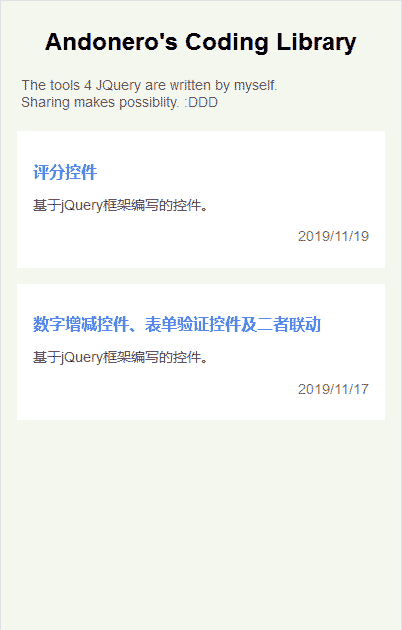 Andonero's Coding Library
The tools 4 JQuery are written by myself.
Sharing makes possiblity. :DDD
评分控件
基于jQuery框架编写的控件。
2019/11/19
数字增减控件、表单验证控件及二者联动
基于jQuery框架编写的控件。
2019/11/17